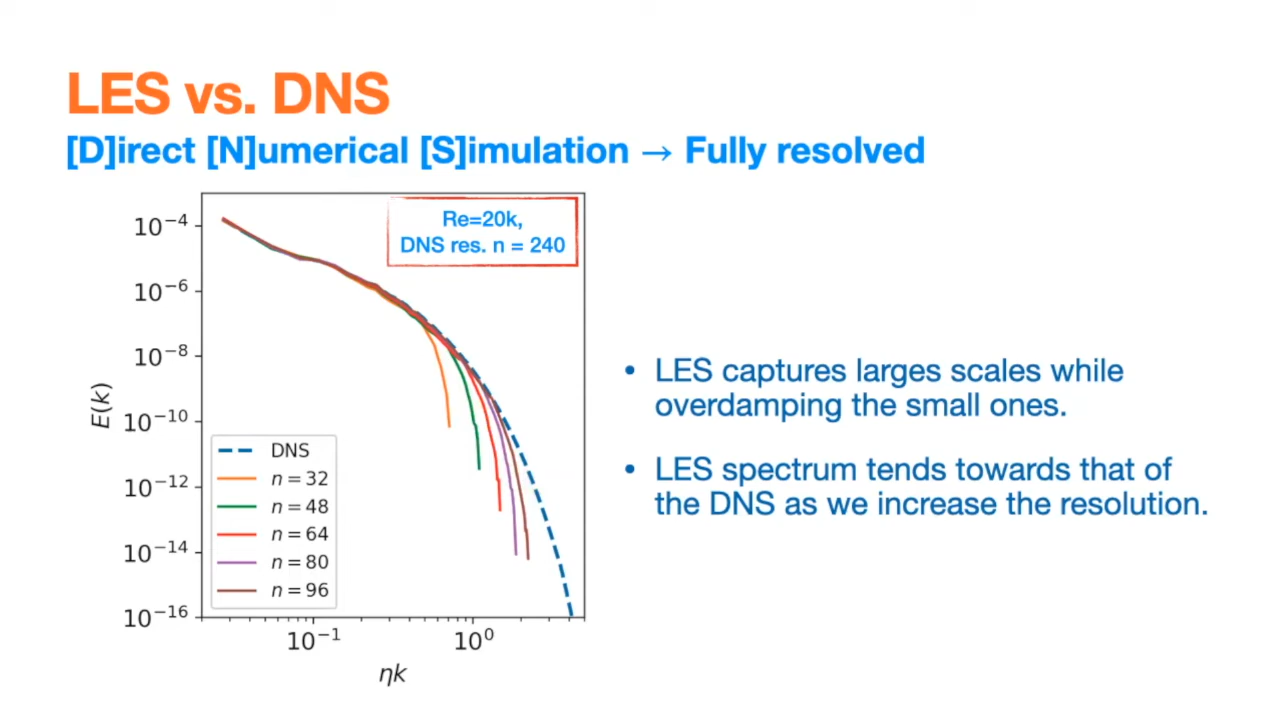 LES vs. DNS
[D]irect [N]umerical [S]imulation → Fully resolved
Re=20k,
DNS res. n = 240
10⁻⁴
10⁻⁶
10⁻⁸
10⁻¹⁰
10⁻¹²
10⁻¹⁴
10⁻¹⁶
E(k)
DNS
n = 32
n = 48
n = 64
n = 80
n = 96
10⁻¹
10⁰
ηk
• LES captures larges scales while
overdamping the small ones.
• LES spectrum tends towards that of
the DNS as we increase the resolution.